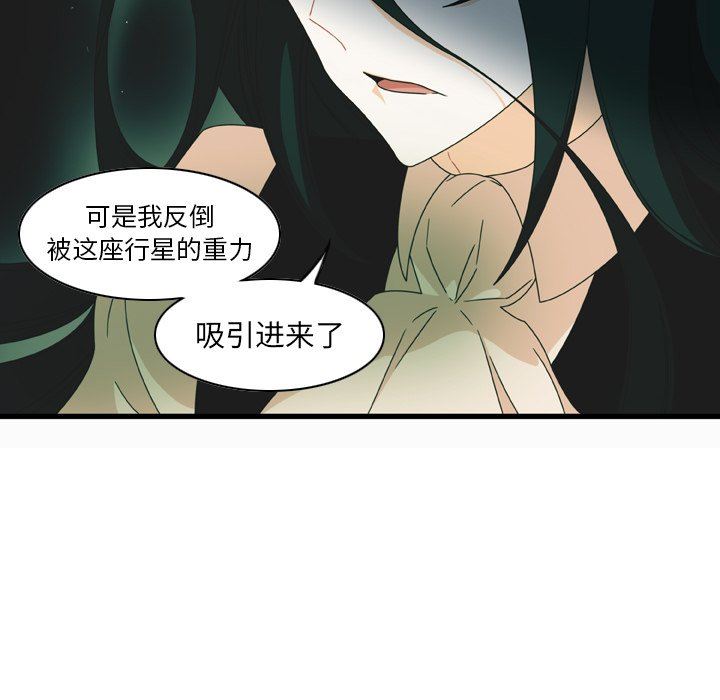 可是我反倒
被这座行星的重力
吸引进来了